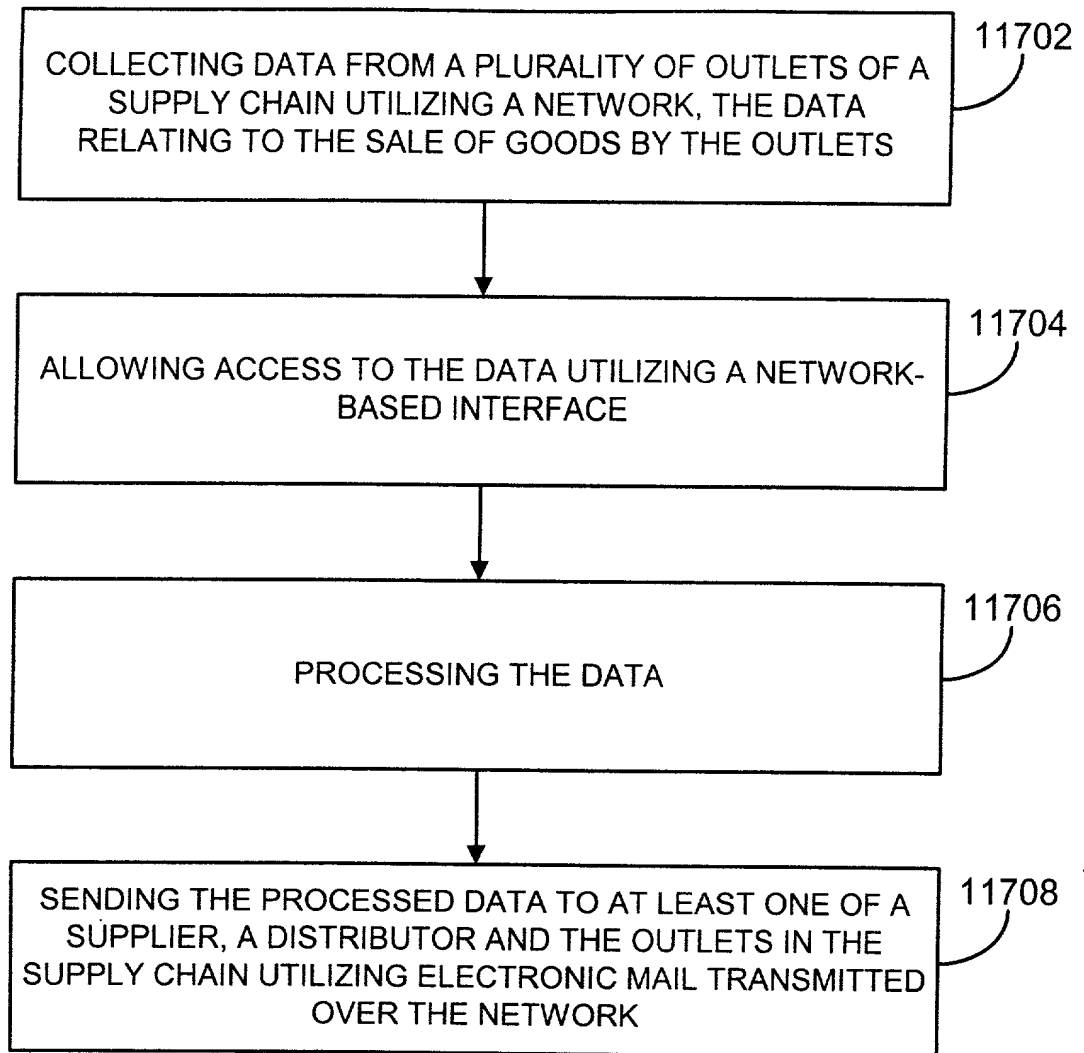 11702
COLLECTING DATA FROM A PLURALITY OF OUTLETS OF A
SUPPLY CHAIN UTILIZING A NETWORK, THE DATA
RELATING TO THE SALE OF GOODS BY THE OUTLETS
11704
ALLOWING ACCESS TO THE DATA UTILIZING A NETWORK-
BASED INTERFACE
11706
PROCESSING THE DATA
11708
SENDING THE PROCESSED DATA TO AT LEAST ONE OF A
SUPPLIER, A DISTRIBUTOR AND THE OUTLETS IN THE
SUPPLY CHAIN UTILIZING ELECTRONIC MAIL TRANSMITTED
OVER THE NETWORK